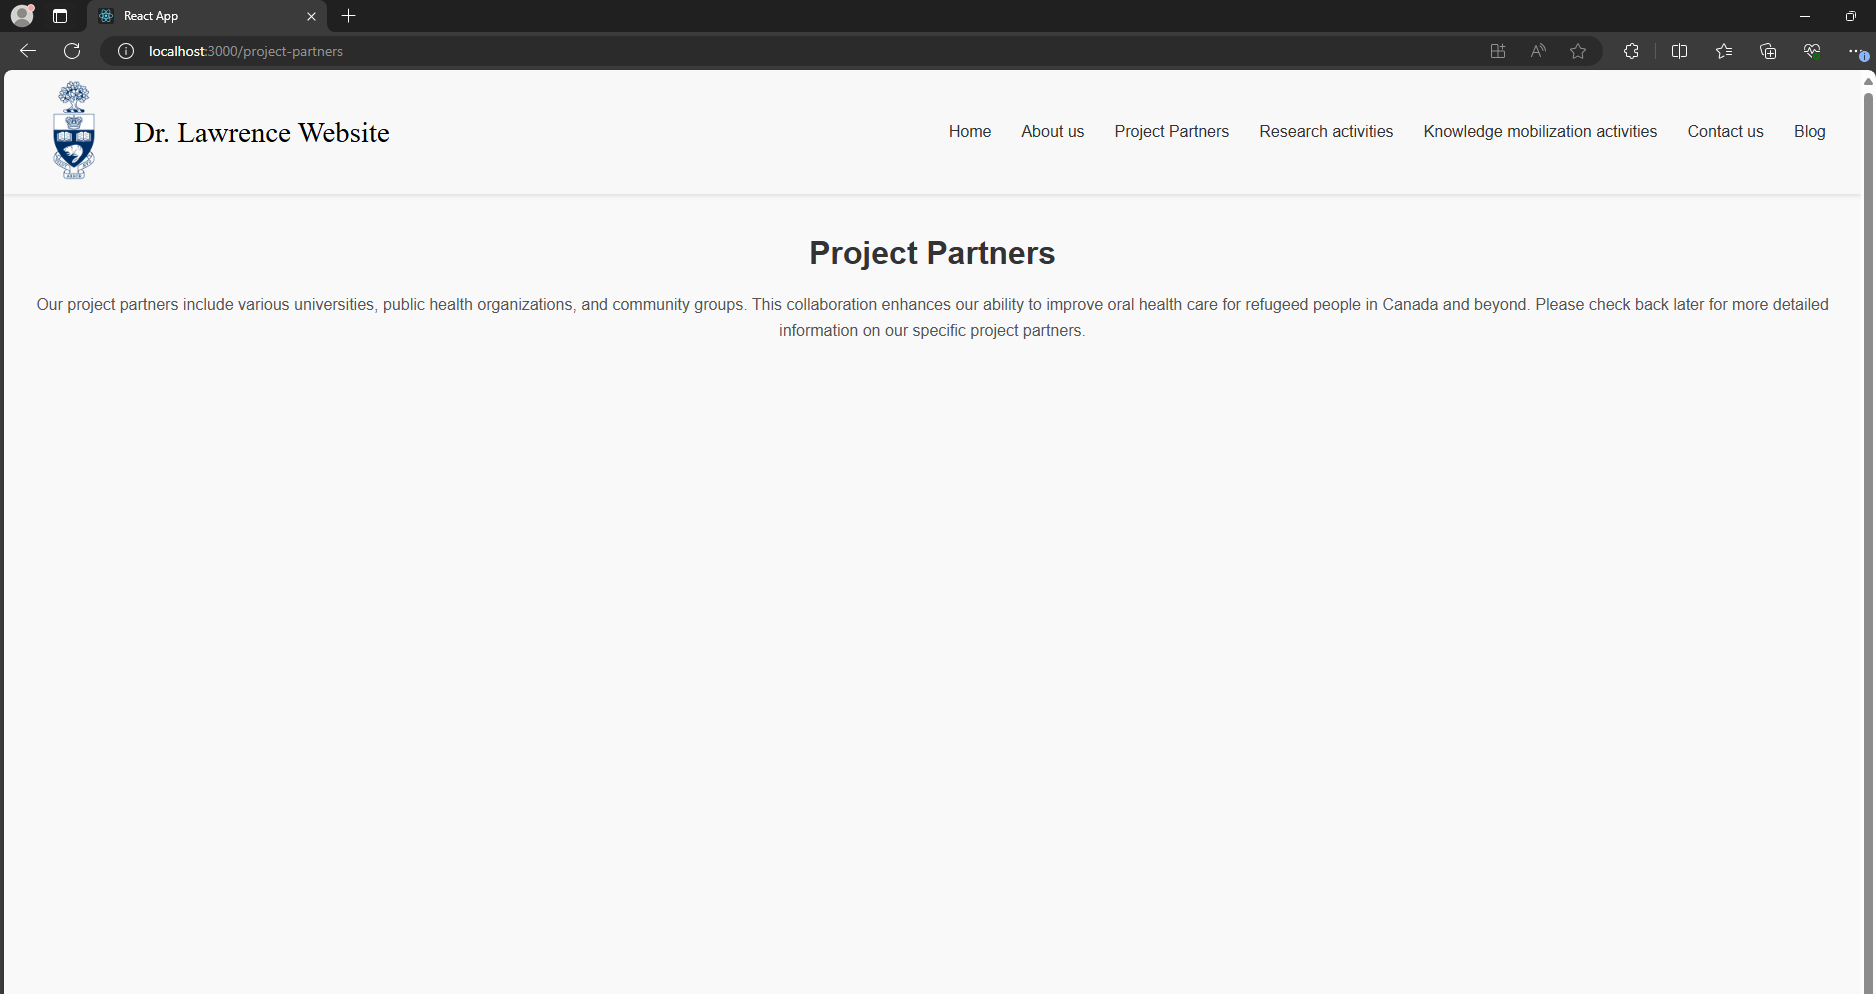 React App
localhost:3000/project-partners
Dr. Lawrence Website
Home About us Project Partners Research activities Knowledge mobilization activities Contact us Blog
Project Partners
Our project partners include various universities, public health organizations, and community groups. This collaboration enhances our ability to improve oral health care for refugeed people in Canada and beyond. Please check back later for more detailed
information on our specific project partners.